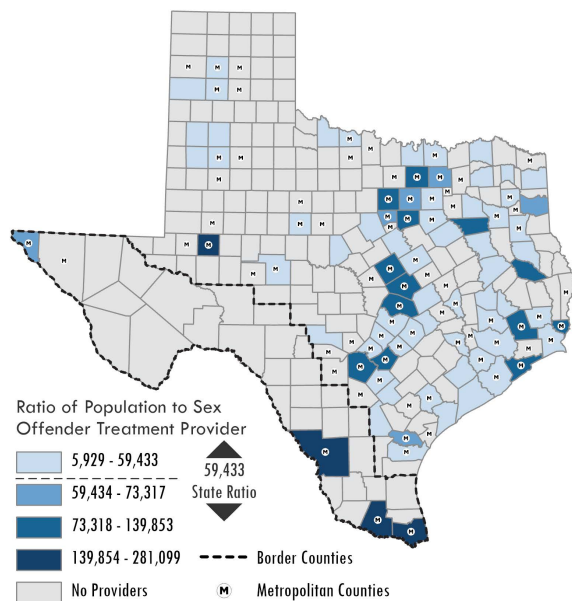 Ratio of Population to Sex
Offender Treatment Provider
5,929 - 59,433
59,434 - 73,317
73,318 - 139,853
139,854 - 281,099
No Providers
59,433
State Ratio
Border Counties
M Metropolitan Counties